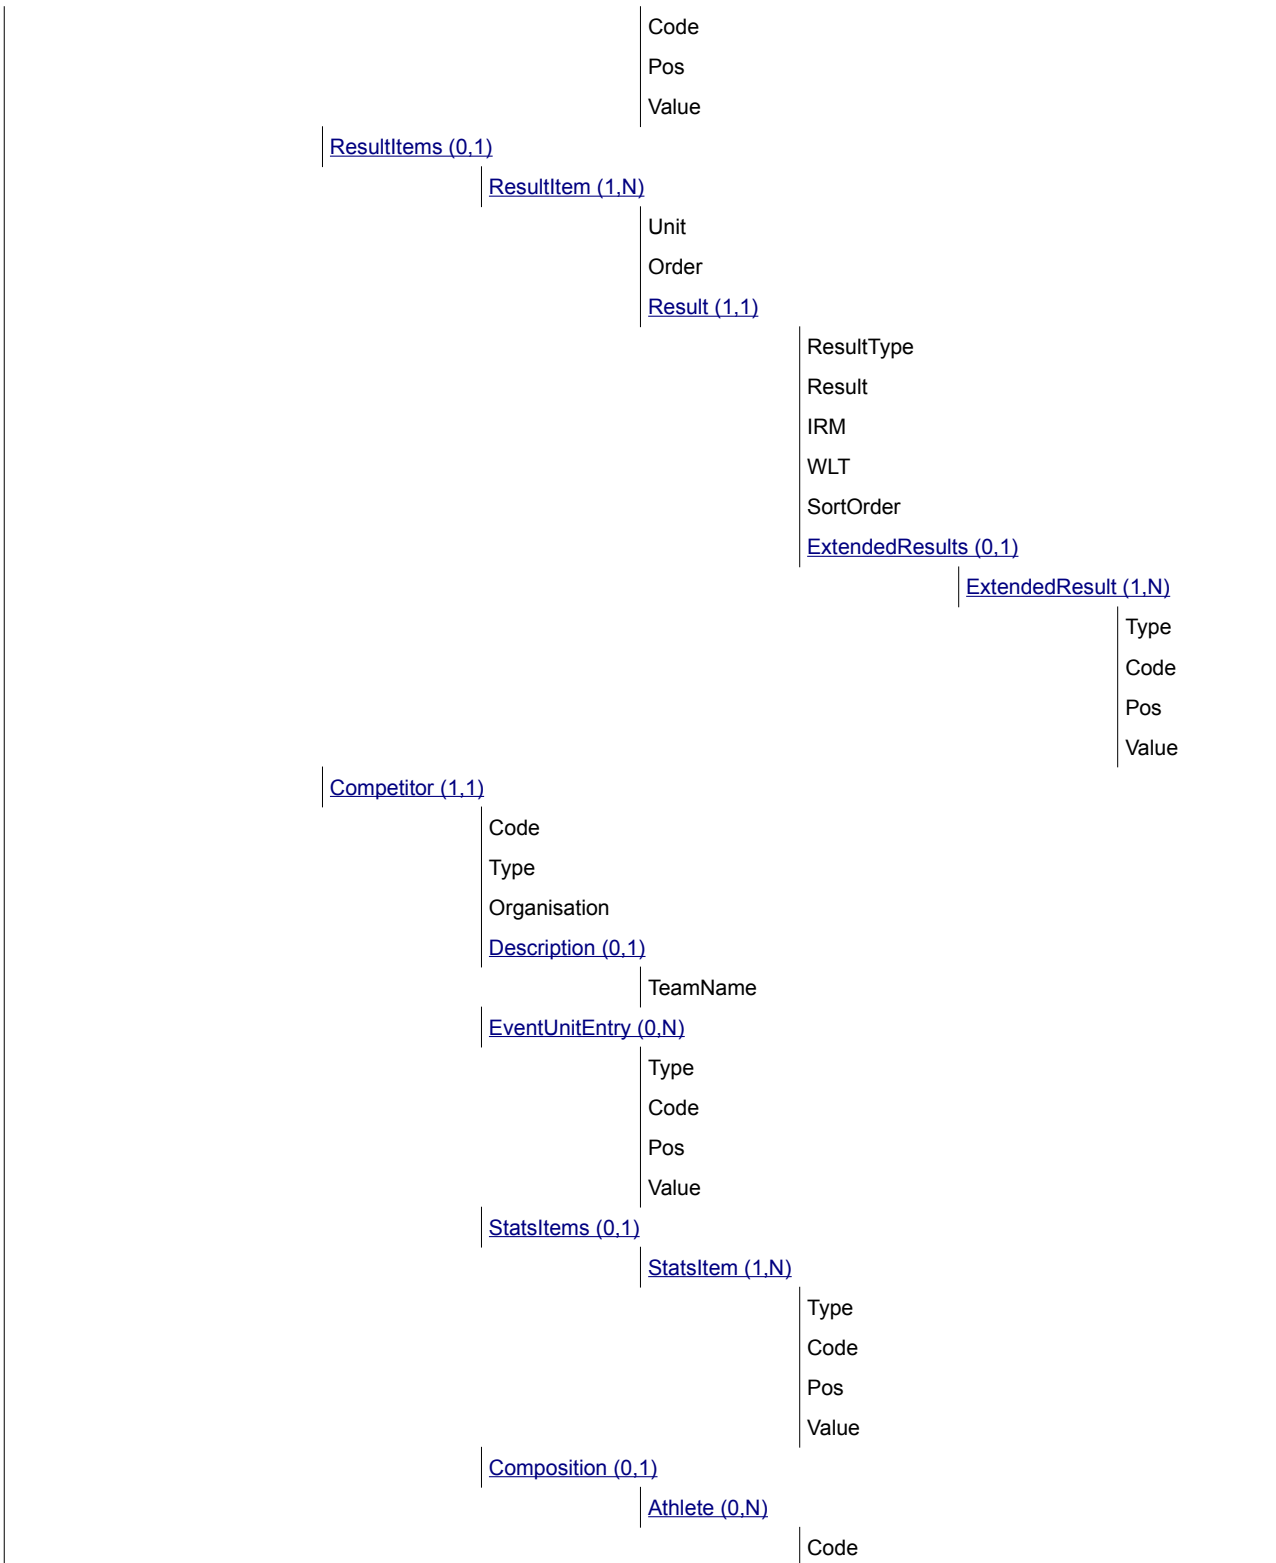 Code
Pos
Value
ResultItems (0,1)
ResultItem (1,N)
Unit
Order
Result (1,1)
ResultType
Result
IRM
WLT
SortOrder
ExtendedResults (0,1)
ExtendedResult (1,N)
Type
Code
Pos
Value
Competitor (1,1)
Code
Type
Organisation
Description (0,1)
TeamName
EventUnitEntry (0,N)
Type
Code
Pos
Value
StatsItems (0,1)
StatsItem (1,N)
Type
Code
Pos
Value
Composition (0,1)
Athlete (0,N)
Code